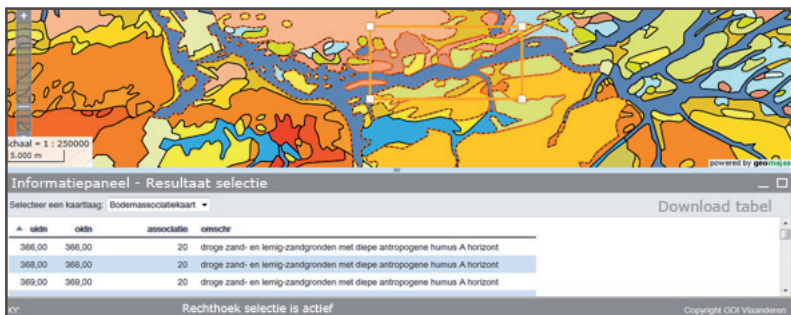 +
Schaal = 1 : 250000
5.000 m
powered by geomajas
Informatiepaneel - Resultaat selectie
Selecteer een kaartlaag: Bodemassociatiekaart
Download tabel
uidn oidn associatie omschr
366,00 366,00 20 droge zand- en lemig-zandgronden met diepe antropogene humus A horizont
368,00 368,00 20 droge zand- en lemig-zandgronden met diepe antropogene humus A horizont
369,00 369,00 20 droge zand- en lemig-zandgronden met diepe antropogene humus A horizont
XY: Rechthoek selectie is actief Copyright GDI Vlaanderen